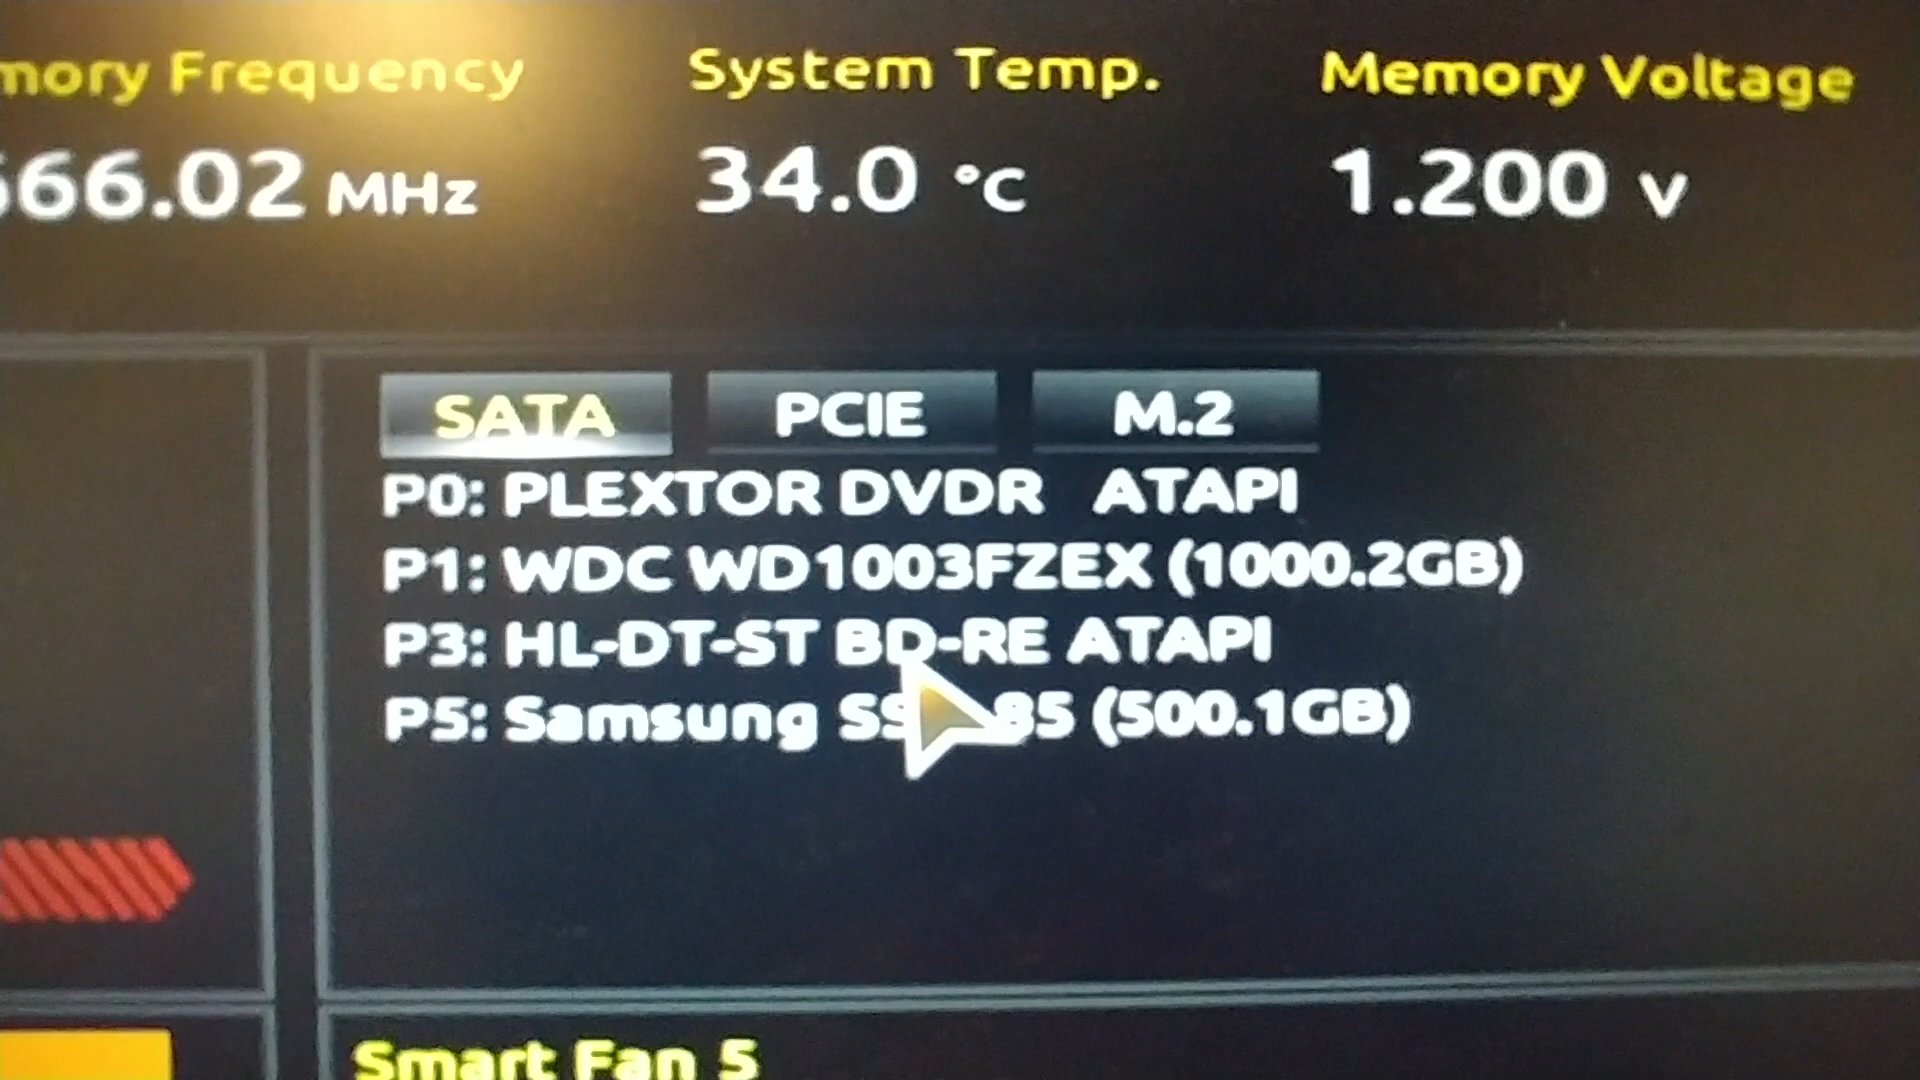 mory Frequency System Temp. Memory Voltage
66.02 MHz 34.0 °C 1.200 V
SATA PCIE M.2
P0: PLEXTOR DVDR ATAPI
P1: WDC WD1003FZEX (1000.2GB)
P3: HL-DT-ST BD-RE ATAPI
P5: Samsung 85 (500.1GB)
Smart Fan 5